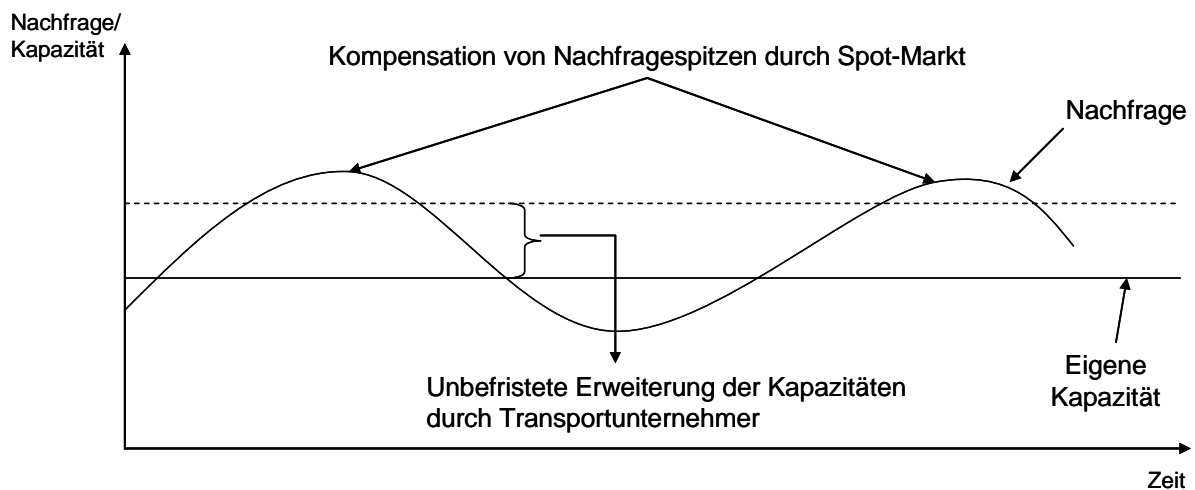 Nachfrage/
Kapazität
Kompensation von Nachfragespitzen durch Spot-Markt
Nachfrage
Eigene
Kapazität
Unbefristete Erweiterung der Kapazitäten
durch Transportunternehmer
Zeit